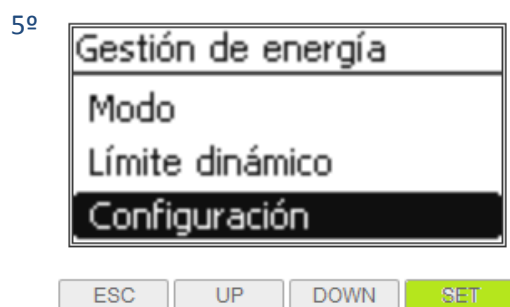 5º
Gestión de energía
Modo
Límite dinámico
Configuración
ESC UP DOWN SET